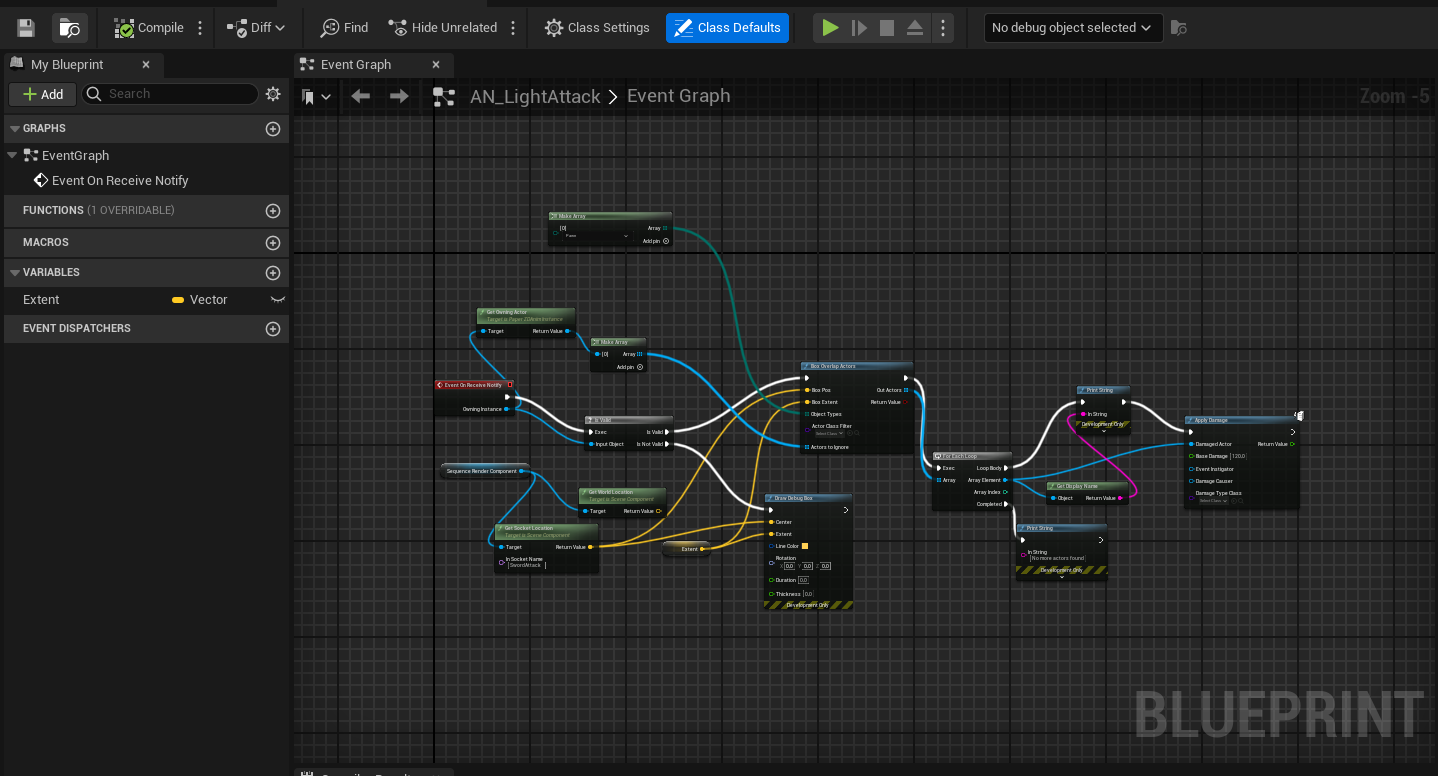 Compile
Diff
Find
Hide Unrelated
Class Settings
Class Defaults
No debug object selected
My Blueprint
Event Graph
Add
Search
AN_LightAttack
Event Graph
Zoom -5
GRAPHS
EventGraph
Event On Receive Notify
FUNCTIONS (1 OVERRIDABLE)
MACROS
VARIABLES
Extent
Vector
EVENT DISPATCHERS
Make Array
[0]
Array
Pawn
Add pin
Get Owning Actor
Target is Paper ZDAnimInstance
Target
Return Value
Make Array
[0]
Array
Add pin
Event On Receive Notify
Owning Instance
Is Valid
Exec
Is Valid
Input Object
Is Not Valid
Sequence Render Component
Get World Location
Target is Scene Component
Target
Return Value
Get Socket Location
Target is Scene Component
Target
Return Value
In Socket Name
SwordAttack
Extent
Draw Debug Box
Center
Extent
Line Color
Rotation
X 0.0 Y 0.0 Z 0.0
Duration 0.0
Thickness 0.0
Development Only
Box Overlap Actors
Box Pos
Out Actors
Box Extent
Return Value
Object Types
Actor Class Filter
Select Class
Actors to Ignore
For Each Loop
Exec
Loop Body
Array
Array Element
Array Index
Completed
Print String
In String
Development Only
Get Display Name
Object
Return Value
Print String
In String
No more actors found
Development Only
Apply Damage
Damaged Actor
Return Value
Base Damage 120.0
Event Instigator
Damage Causer
Damage Type Class
Select Class
BLUEPRINT